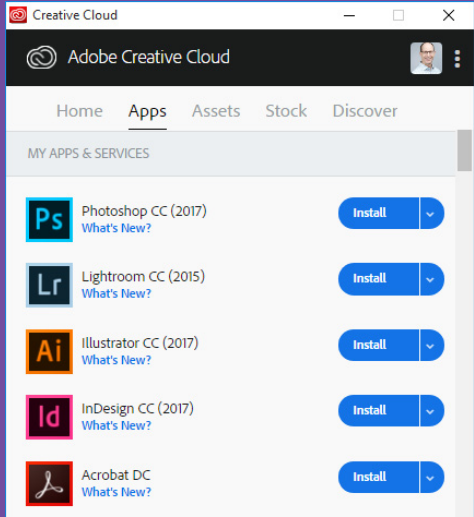 Creative Cloud
Adobe Creative Cloud
Home Apps Assets Stock Discover
MY APPS & SERVICES
Ps Photoshop CC (2017) Install
What's New?
Lr Lightroom CC (2015) Install
What's New?
Ai Illustrator CC (2017) Install
What's New?
Id InDesign CC (2017) Install
What's New?
Acrobat DC Install
What's New?